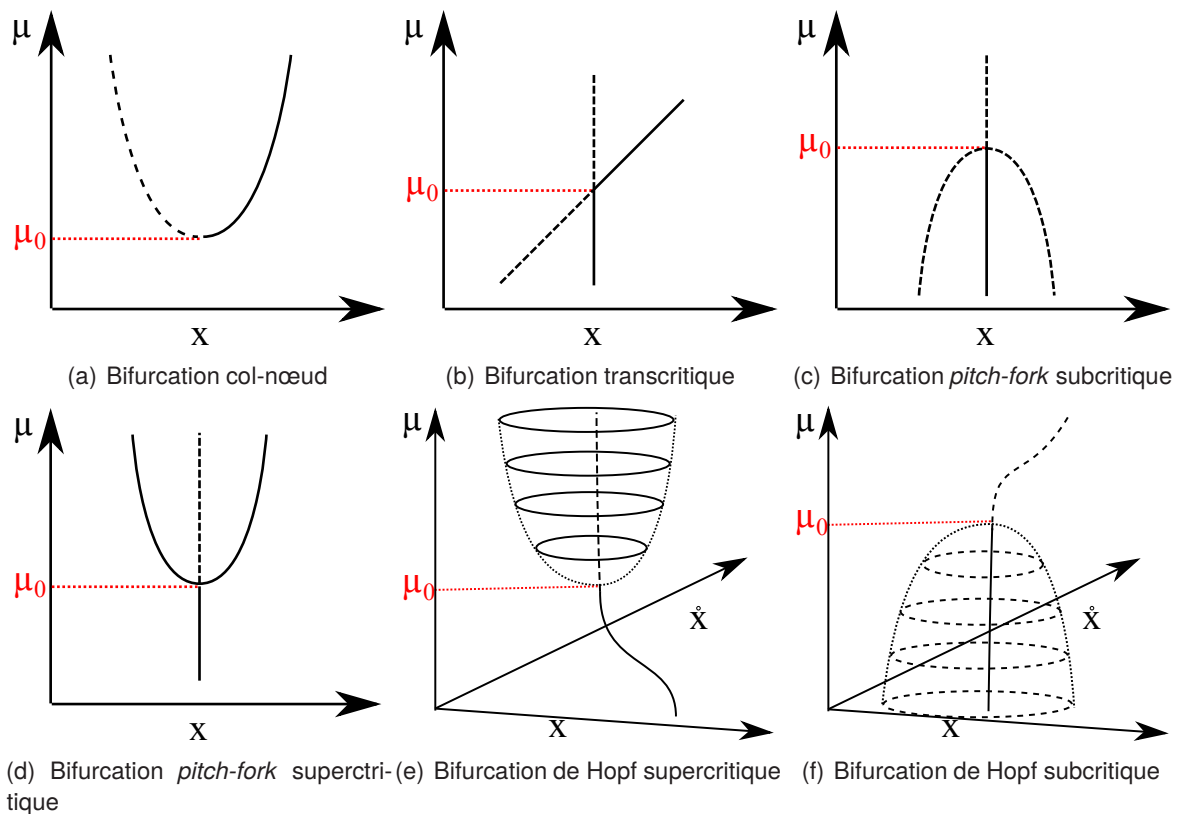 μ
μ₀
x
(a) Bifurcation col-nœud
μ
μ₀
x
(b) Bifurcation transcritique
μ
μ₀
x
(c) Bifurcation pitch-fork subcritique
μ
μ₀
x
(d) Bifurcation pitch-fork superctri-
tique
μ
μ₀
x̊
x
(e) Bifurcation de Hopf supercritique
μ
μ₀
x̊
x
(f) Bifurcation de Hopf subcritique